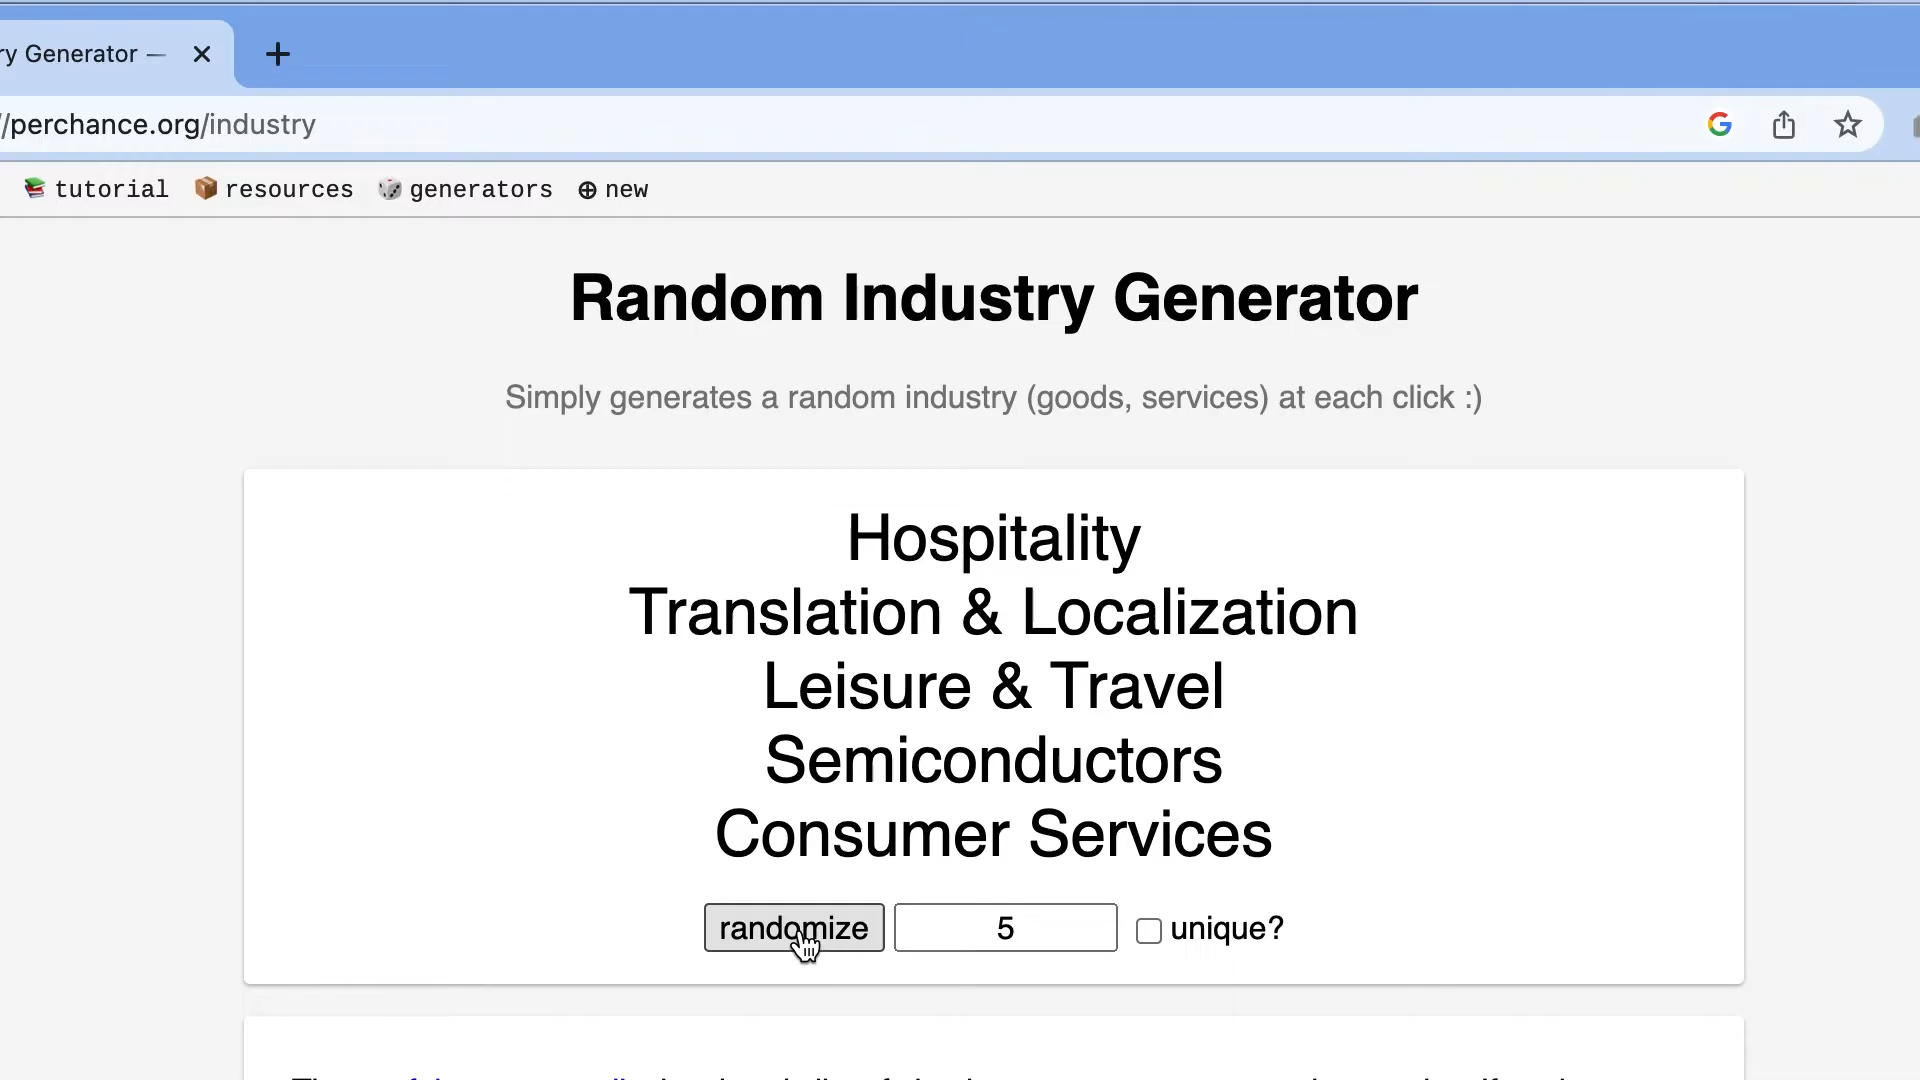 ry Generator —
//perchance.org/industry
tutorial resources generators new
Random Industry Generator
Simply generates a random industry (goods, services) at each click :)
Hospitality
Translation & Localization
Leisure & Travel
Semiconductors
Consumer Services
randomize 5 unique?